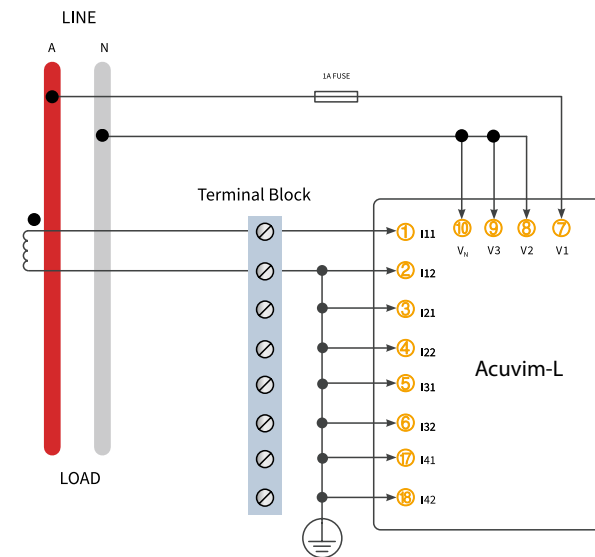 LINE
A N
1A FUSE
Terminal Block
10 9 8 7
V_N V3 V2 V1
1 I11
2 I12
3 I21
4 I22
5 I31
6 I32
17 I41
18 I42
Acuvim-L
LOAD